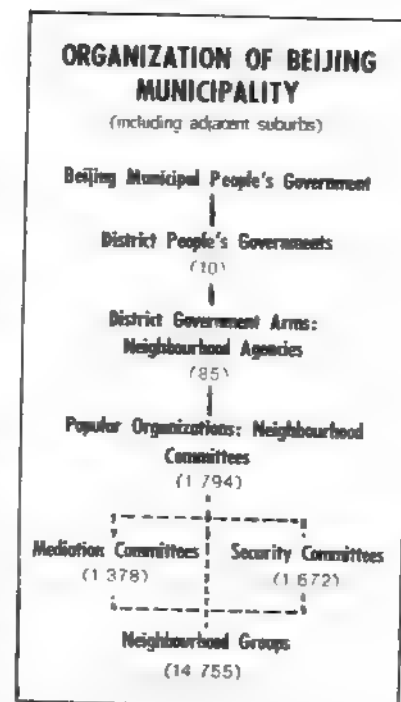 ORGANIZATION OF BEIJING
MUNICIPALITY
(including adjacent suburbs)
Beijing Municipal People's Government
District People's Governments
(10)
District Government Arms:
Neighbourhood Agencies
(85)
Popular Organizations: Neighbourhood
Committees
(1 794)
Mediation Committees Security Committees
(1 378) (1 672)
Neighbourhood Groups
(14 755)